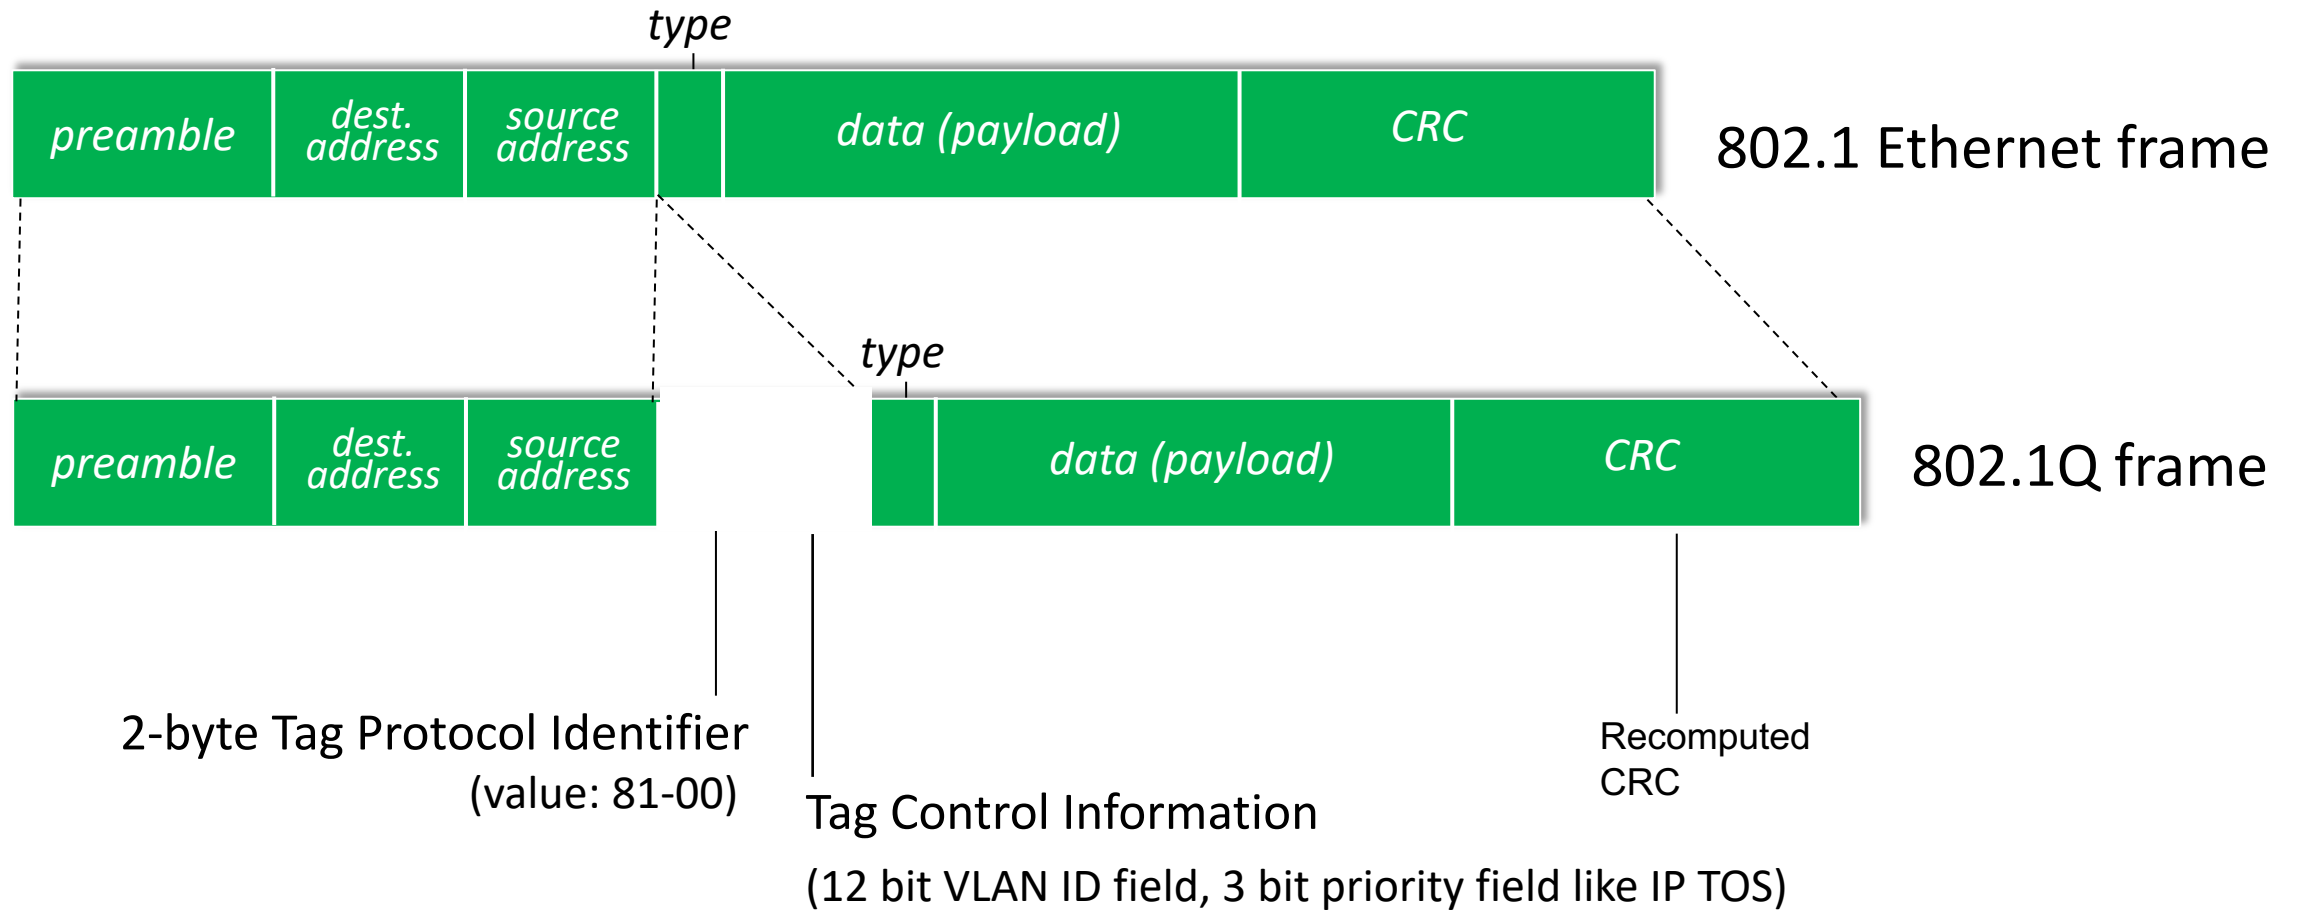 type
preamble
dest.
address
source
address
data (payload)
CRC
802.1 Ethernet frame
type
preamble
dest.
address
source
address
data (payload)
CRC
802.1Q frame
2-byte Tag Protocol Identifier
(value: 81-00)
Tag Control Information
(12 bit VLAN ID field, 3 bit priority field like IP TOS)
Recomputed
CRC